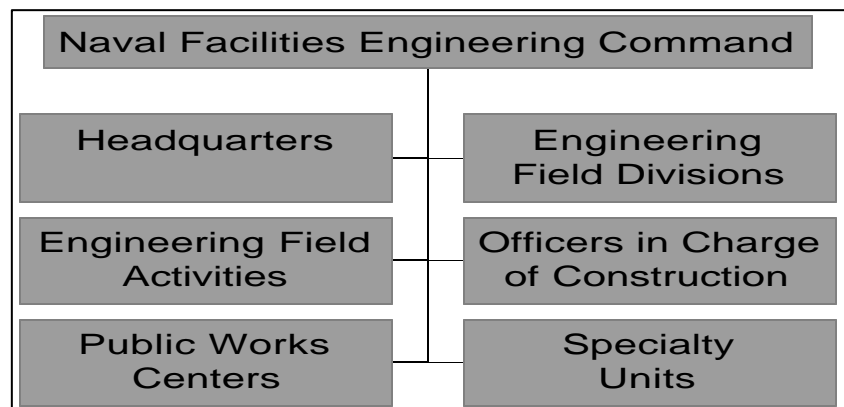 Naval Facilities Engineering Command
Headquarters
Engineering
Field Divisions
Engineering Field
Activities
Officers in Charge
of Construction
Public Works
Centers
Specialty
Units